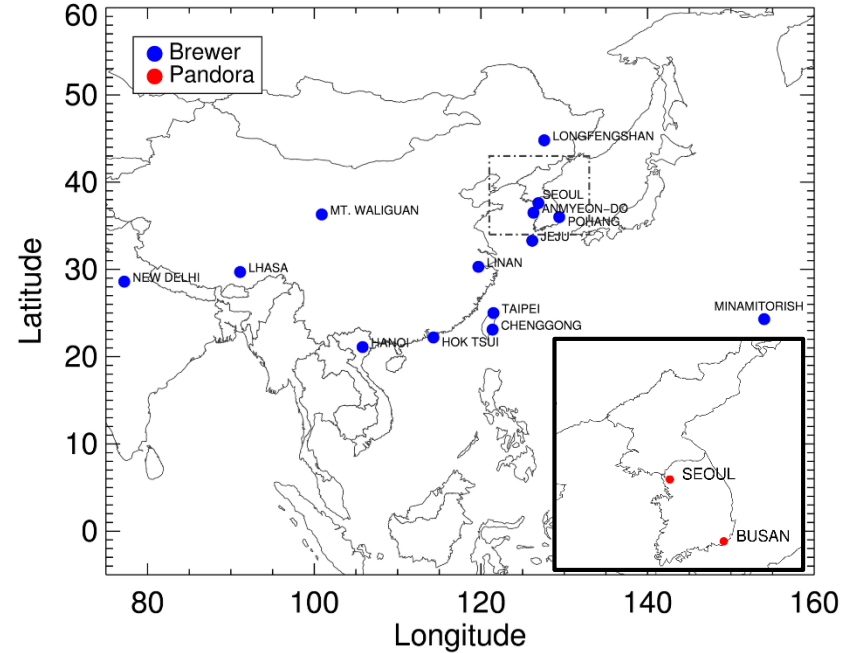 60
50
40
30
20
10
0
Latitude
Brewer
Pandora
LONGFENGSHAN
SEOUL
ANMYEON-DO
POHANG
MT. WALIGUAN
JEJU
LINAN
LHASA
NEW DELHI
TAIPEI
CHENGGONG
MINAMITORISH
HANOI
HOK TSUI
SEOUL
BUSAN
80 100 120 140 160
Longitude